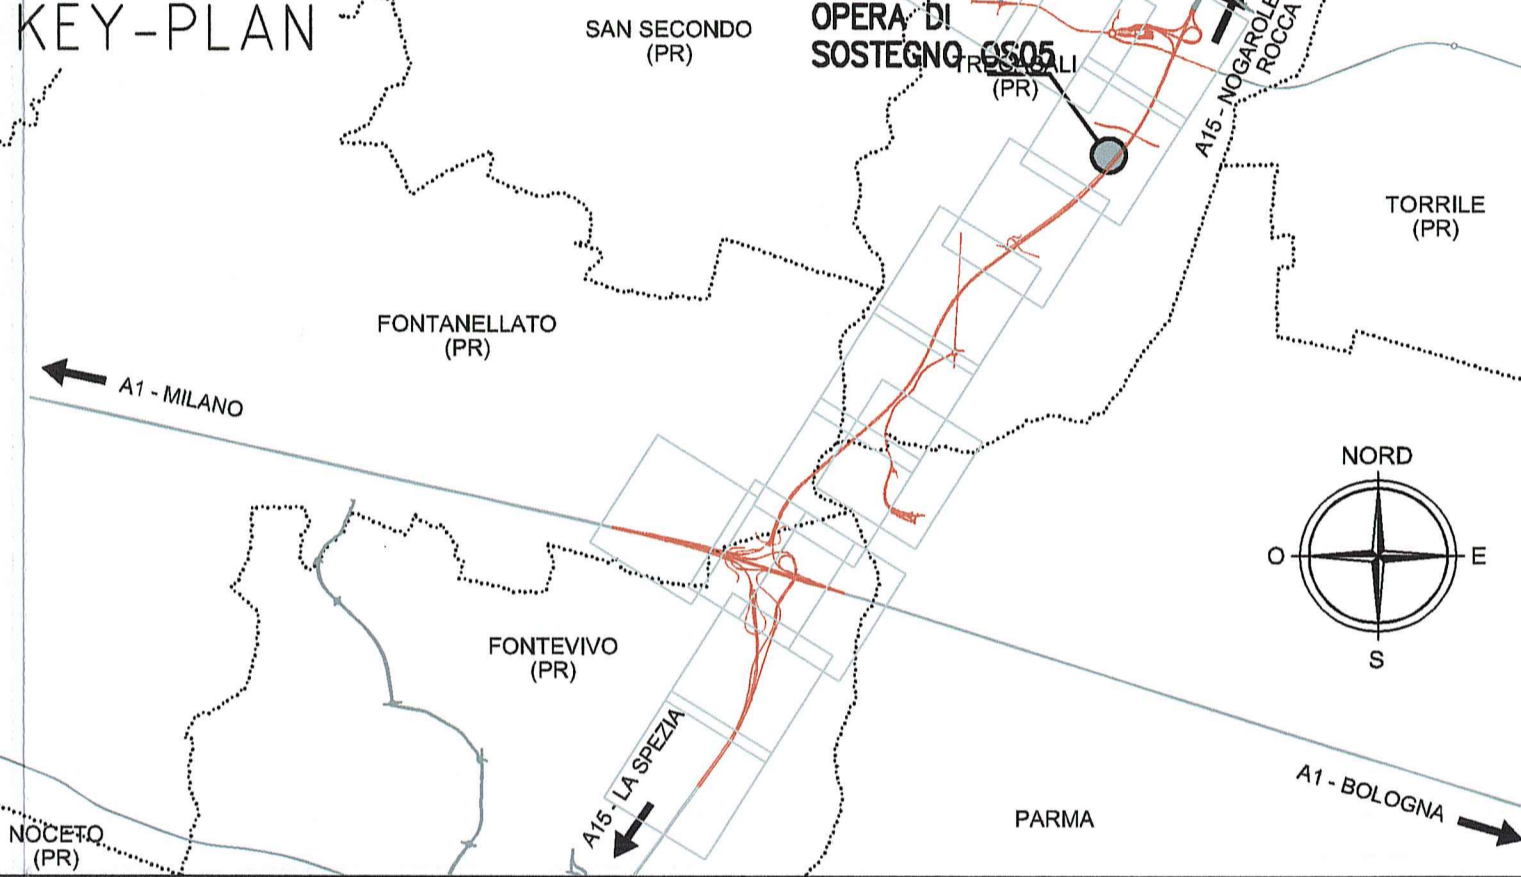 KEY-PLAN
SAN SECONDO
(PR)
OPERA DI
SOSTEGNO OS05
TRECASALI
(PR)
A15 - NOGAROLE
ROCCA
TORRILE
(PR)
FONTANELLATO
(PR)
A1 - MILANO
NORD
O
E
S
FONTEVIVO
(PR)
A15 - LA SPEZIA
A1 - BOLOGNA
PARMA
NOCETO
(PR)